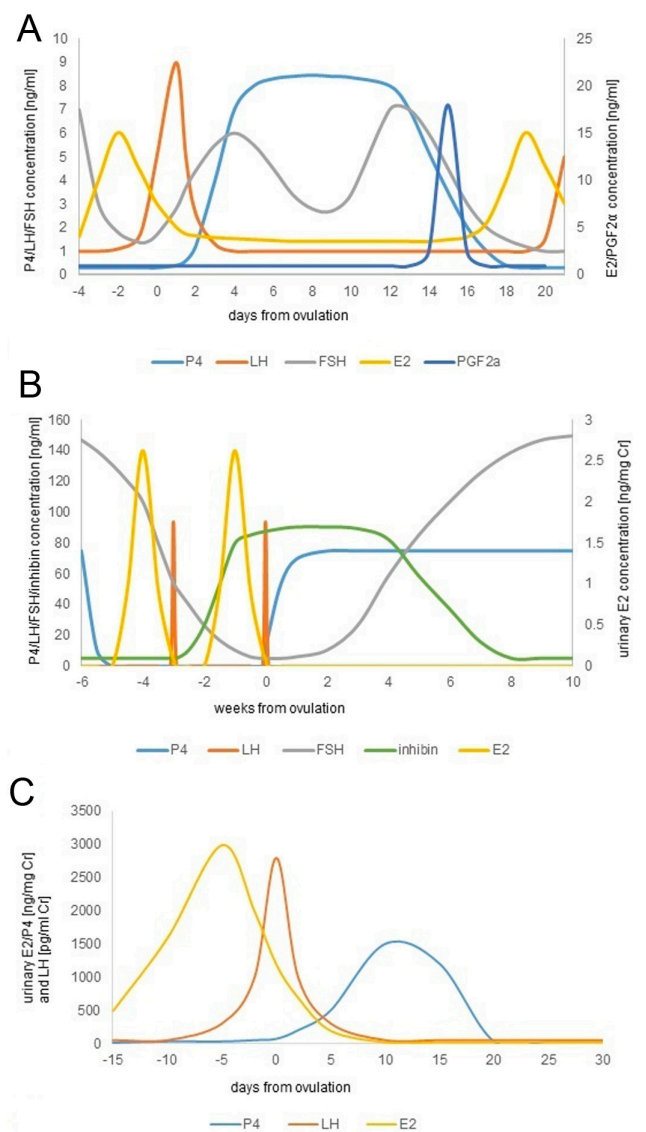 A
P4/LH/FSH concentration [ng/ml]
10
9
8
7
6
5
4
3
2
1
0
25
20
15
10
5
0
E2/PGF2α concentration [ng/ml]
-4 -2 0 2 4 6 8 10 12 14 16 18 20
days from ovulation
P4 LH FSH E2 PGF2a
B
P4/LH/FSH/inhibin concentration [ng/ml]
160
140
120
100
80
60
40
20
0
3
2.5
2
1.5
1
0.5
0
urinary E2 concentration [ng/mg Cr]
-6 -4 -2 0 2 4 6 8 10
weeks from ovulation
P4 LH FSH inhibin E2
C
urinary E2/P4 [ng/mg Cr]
and LH [pg/ml Cr]
3500
3000
2500
2000
1500
1000
500
0
-15 -10 -5 0 5 10 15 20 25 30
days from ovulation
P4 LH E2